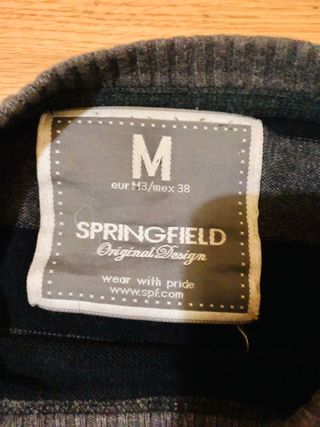 M
eur M3/mex 38
SPRINGFIELD
Original Design
wear with pride
www.spf.com